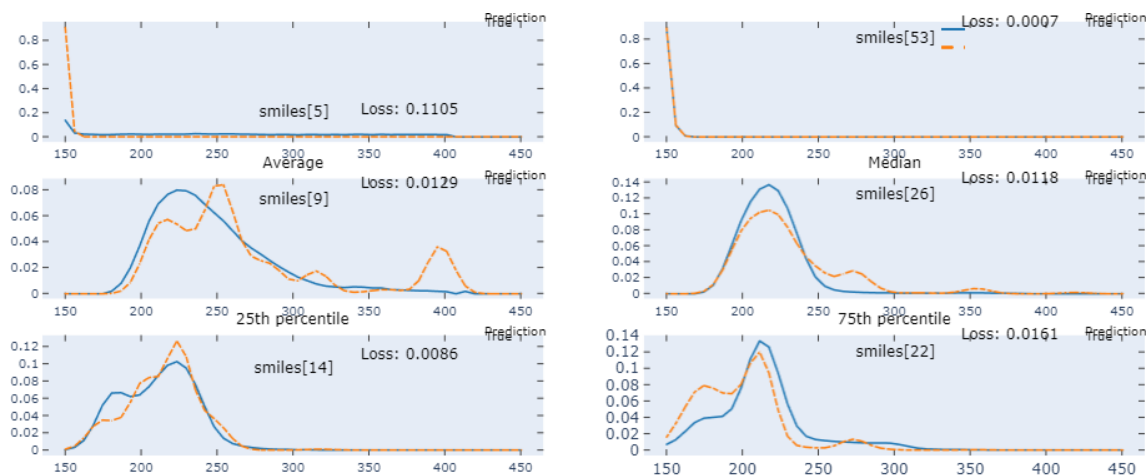 Prediction
True
0.8
0.6
0.4
0.2
0
smiles[5] Loss: 0.1105
150 200 250 300 350 400 450
Prediction
True
Loss: 0.0007
smiles[53]
0.8
0.6
0.4
0.2
0
150 200 250 300 350 400 450
Average
Prediction
True
Loss: 0.0129
smiles[9]
0.08
0.06
0.04
0.02
0
150 200 250 300 350 400 450
Median
Prediction
True
Loss: 0.0118
smiles[26]
0.14
0.12
0.1
0.08
0.06
0.04
0.02
0
150 200 250 300 350 400 450
25th percentile
Prediction
True
Loss: 0.0086
smiles[14]
0.12
0.1
0.08
0.06
0.04
0.02
0
150 200 250 300 350 400 450
75th percentile
Prediction
True
Loss: 0.0161
smiles[22]
0.14
0.12
0.1
0.08
0.06
0.04
0.02
0
150 200 250 300 350 400 450